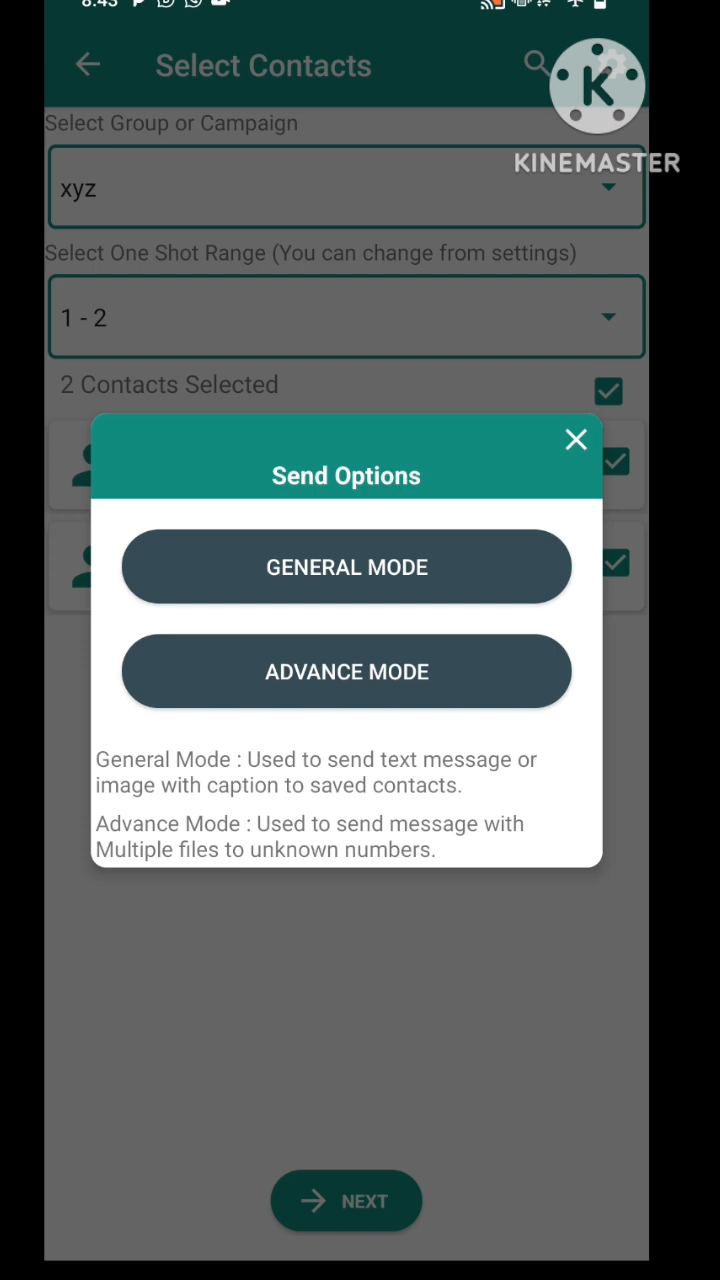 8:43
Select Contacts
K
KINEMASTER
Select Group or Campaign
xyz
Select One Shot Range (You can change from settings)
1 - 2
2 Contacts Selected
Send Options
GENERAL MODE
ADVANCE MODE
General Mode : Used to send text message or
image with caption to saved contacts.
Advance Mode : Used to send message with
Multiple files to unknown numbers.
NEXT